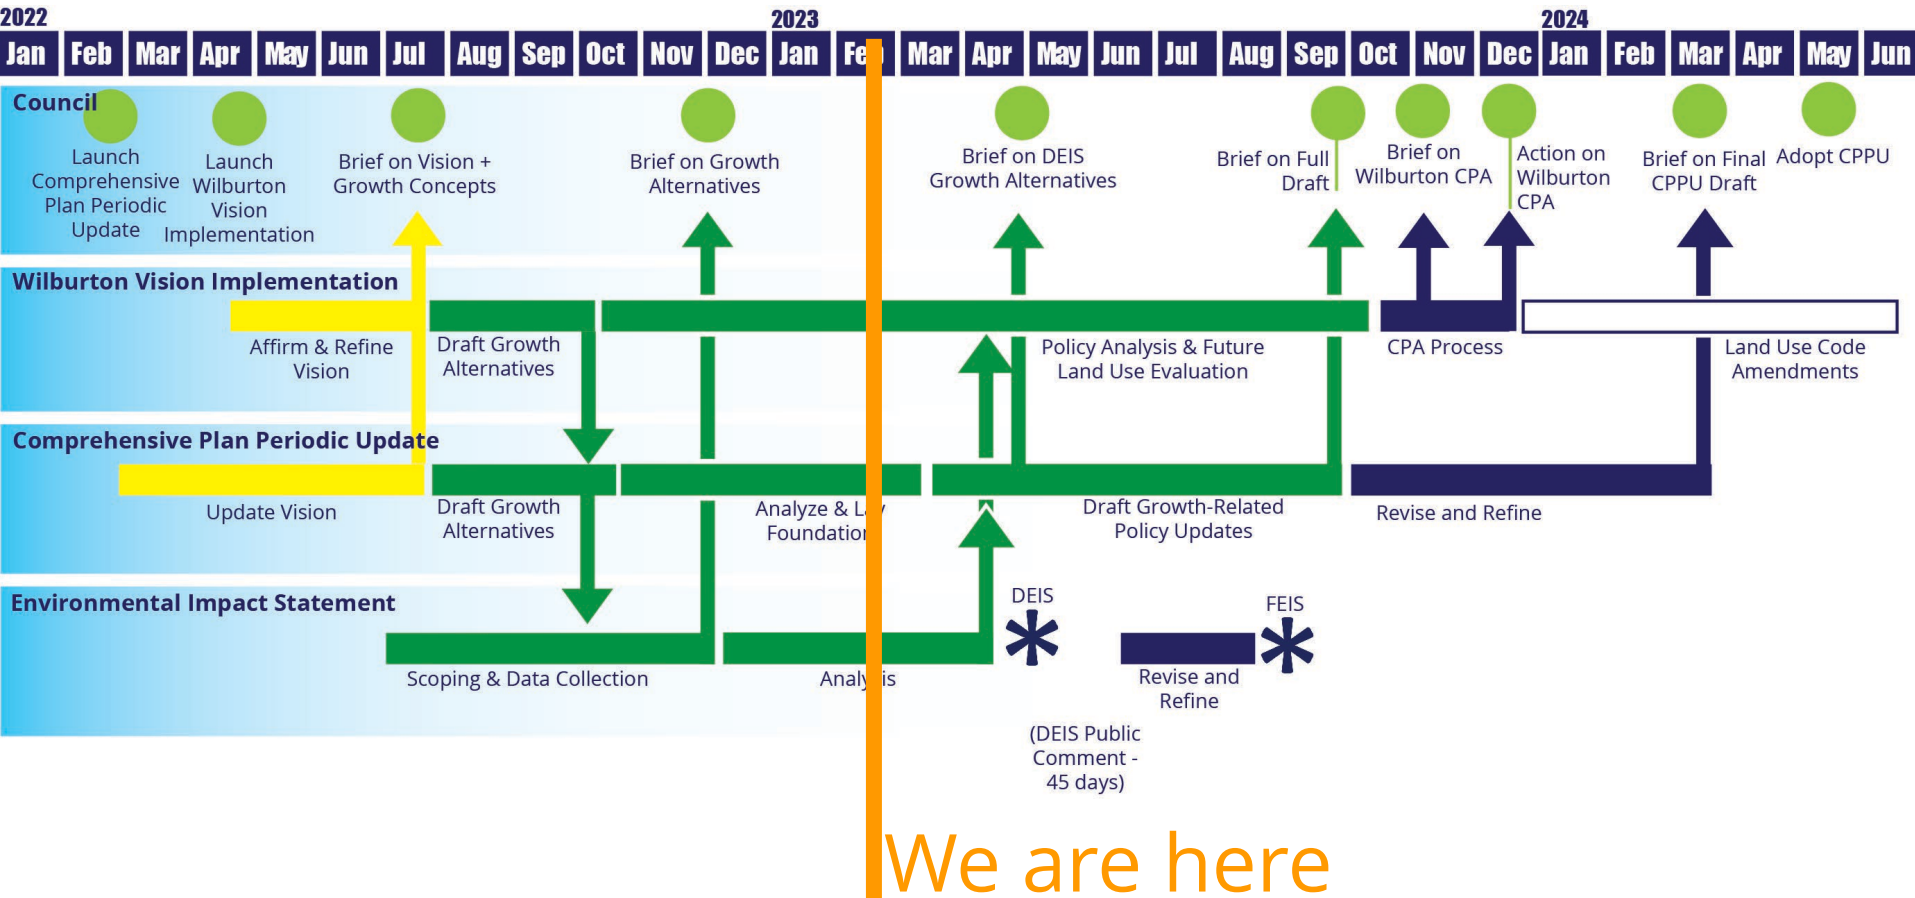 2022
2023
2024
Jan Feb Mar Apr May Jun Jul Aug Sep Oct Nov Dec Jan Feb Mar Apr May Jun Jul Aug Sep Oct Nov Dec Jan Feb Mar Apr May Jun
Council
Launch
Comprehensive
Plan Periodic
Update
Launch
Wilburton
Vision
Implementation
Brief on Vision +
Growth Concepts
Brief on Growth
Alternatives
Brief on DEIS
Growth Alternatives
Brief on Full
Draft
Brief on
Wilburton CPA
Action on
Wilburton
CPA
Brief on Final
CPPU Draft
Adopt CPPU
Wilburton Vision Implementation
Affirm & Refine
Vision
Draft Growth
Alternatives
Policy Analysis & Future
Land Use Evaluation
CPA Process
Land Use Code
Amendments
Comprehensive Plan Periodic Update
Update Vision
Draft Growth
Alternatives
Analyze & Lay
Foundation
Draft Growth-Related
Policy Updates
Revise and Refine
Environmental Impact Statement
Scoping & Data Collection
Analysis
DEIS
FEIS
Revise and
Refine
(DEIS Public
Comment -
45 days)
We are here